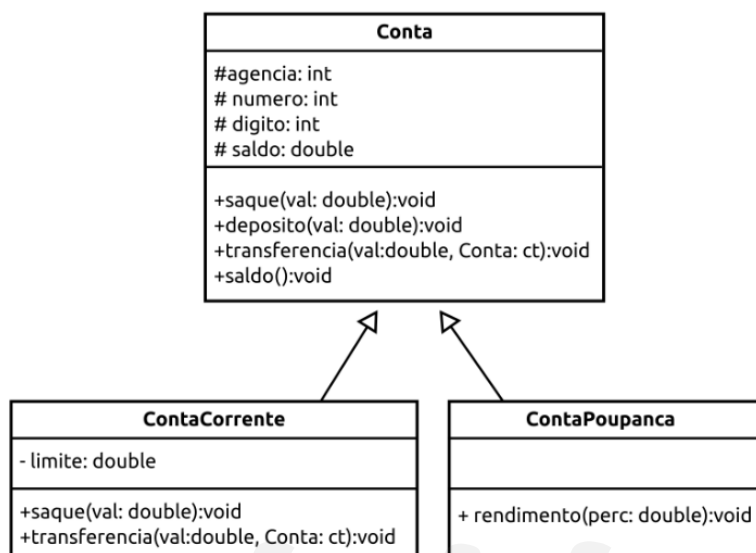 Conta
#agencia: int
# numero: int
# digito: int
# saldo: double
+saque(val: double):void
+deposito(val: double):void
+transferencia(val:double, Conta: ct):void
+saldo():void
ContaCorrente
- limite: double
+saque(val: double):void
+transferencia(val:double, Conta: ct):void
ContaPoupanca
+ rendimento(perc: double):void